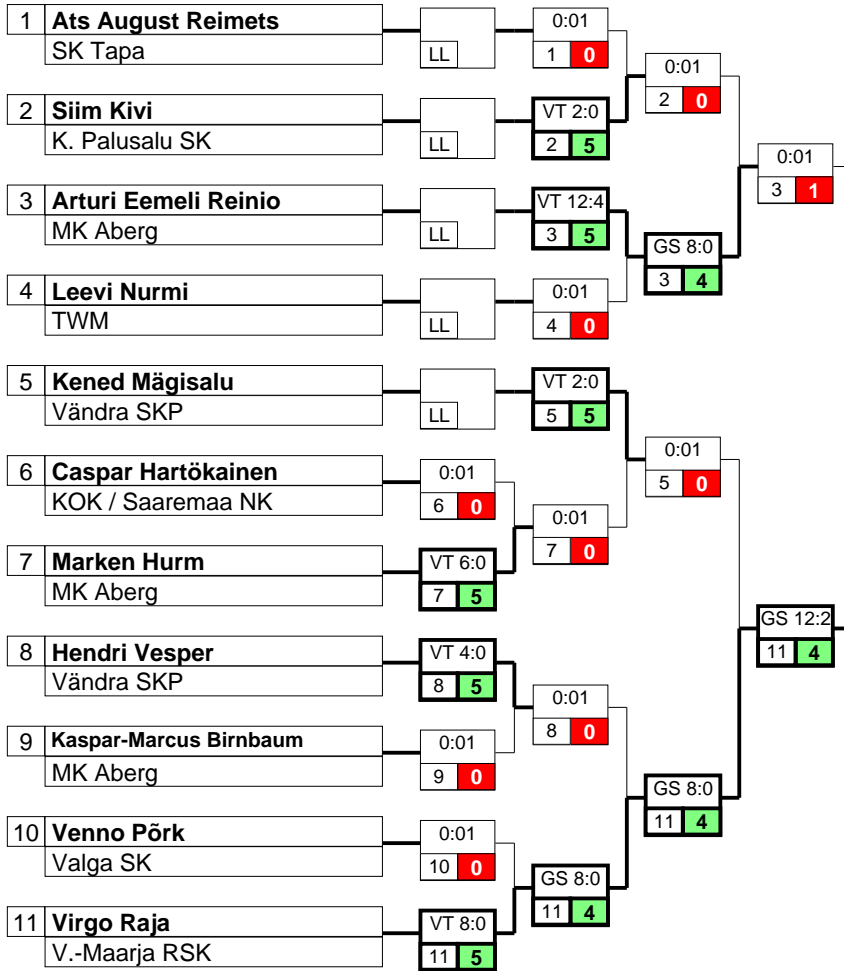 1 Ats August Reimets
SK Tapa
LL
0:01
1 0
0:01
2 0
2 Siim Kivi
K. Palusalu SK
LL
VT 2:0
2 5
0:01
3 1
3 Arturi Eemeli Reinio
MK Aberg
LL
VT 12:4
3 5
GS 8:0
3 4
4 Leevi Nurmi
TWM
LL
0:01
4 0
5 Kened Mägisalu
Vändra SKP
LL
VT 2:0
5 5
0:01
5 0
6 Caspar Hartökainen
KOK / Saaremaa NK
0:01
6 0
0:01
7 0
7 Marken Hurm
MK Aberg
VT 6:0
7 5
GS 12:2
11 4
8 Hendri Vesper
Vändra SKP
VT 4:0
8 5
0:01
8 0
9 Kaspar-Marcus Birnbaum
MK Aberg
0:01
9 0
GS 8:0
11 4
10 Venno Põrk
Valga SK
0:01
10 0
GS 8:0
11 4
11 Virgo Raja
V.-Maarja RSK
VT 8:0
11 5